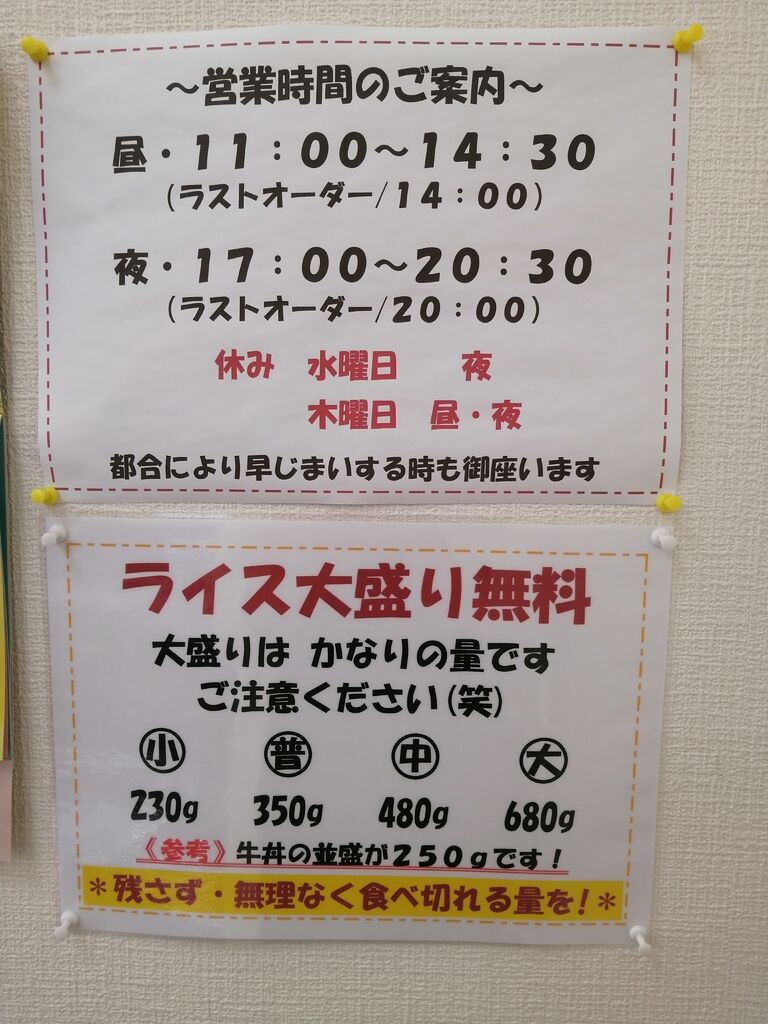 ～営業時間のご案内～
昼・11：00～14：30
(ラストオーダー/14：00)
夜・17：00～20：30
(ラストオーダー/20：00)
休み 水曜日 夜
木曜日 昼・夜
都合により早じまいする時も御座います
ライス大盛り無料
大盛りは かなりの量です
ご注意ください(笑)
㊙小 普 ㊥ 大
230g 350g 480g 680g
《参考》牛丼の並盛が250gです！
＊残さず・無理なく食べ切れる量を！＊